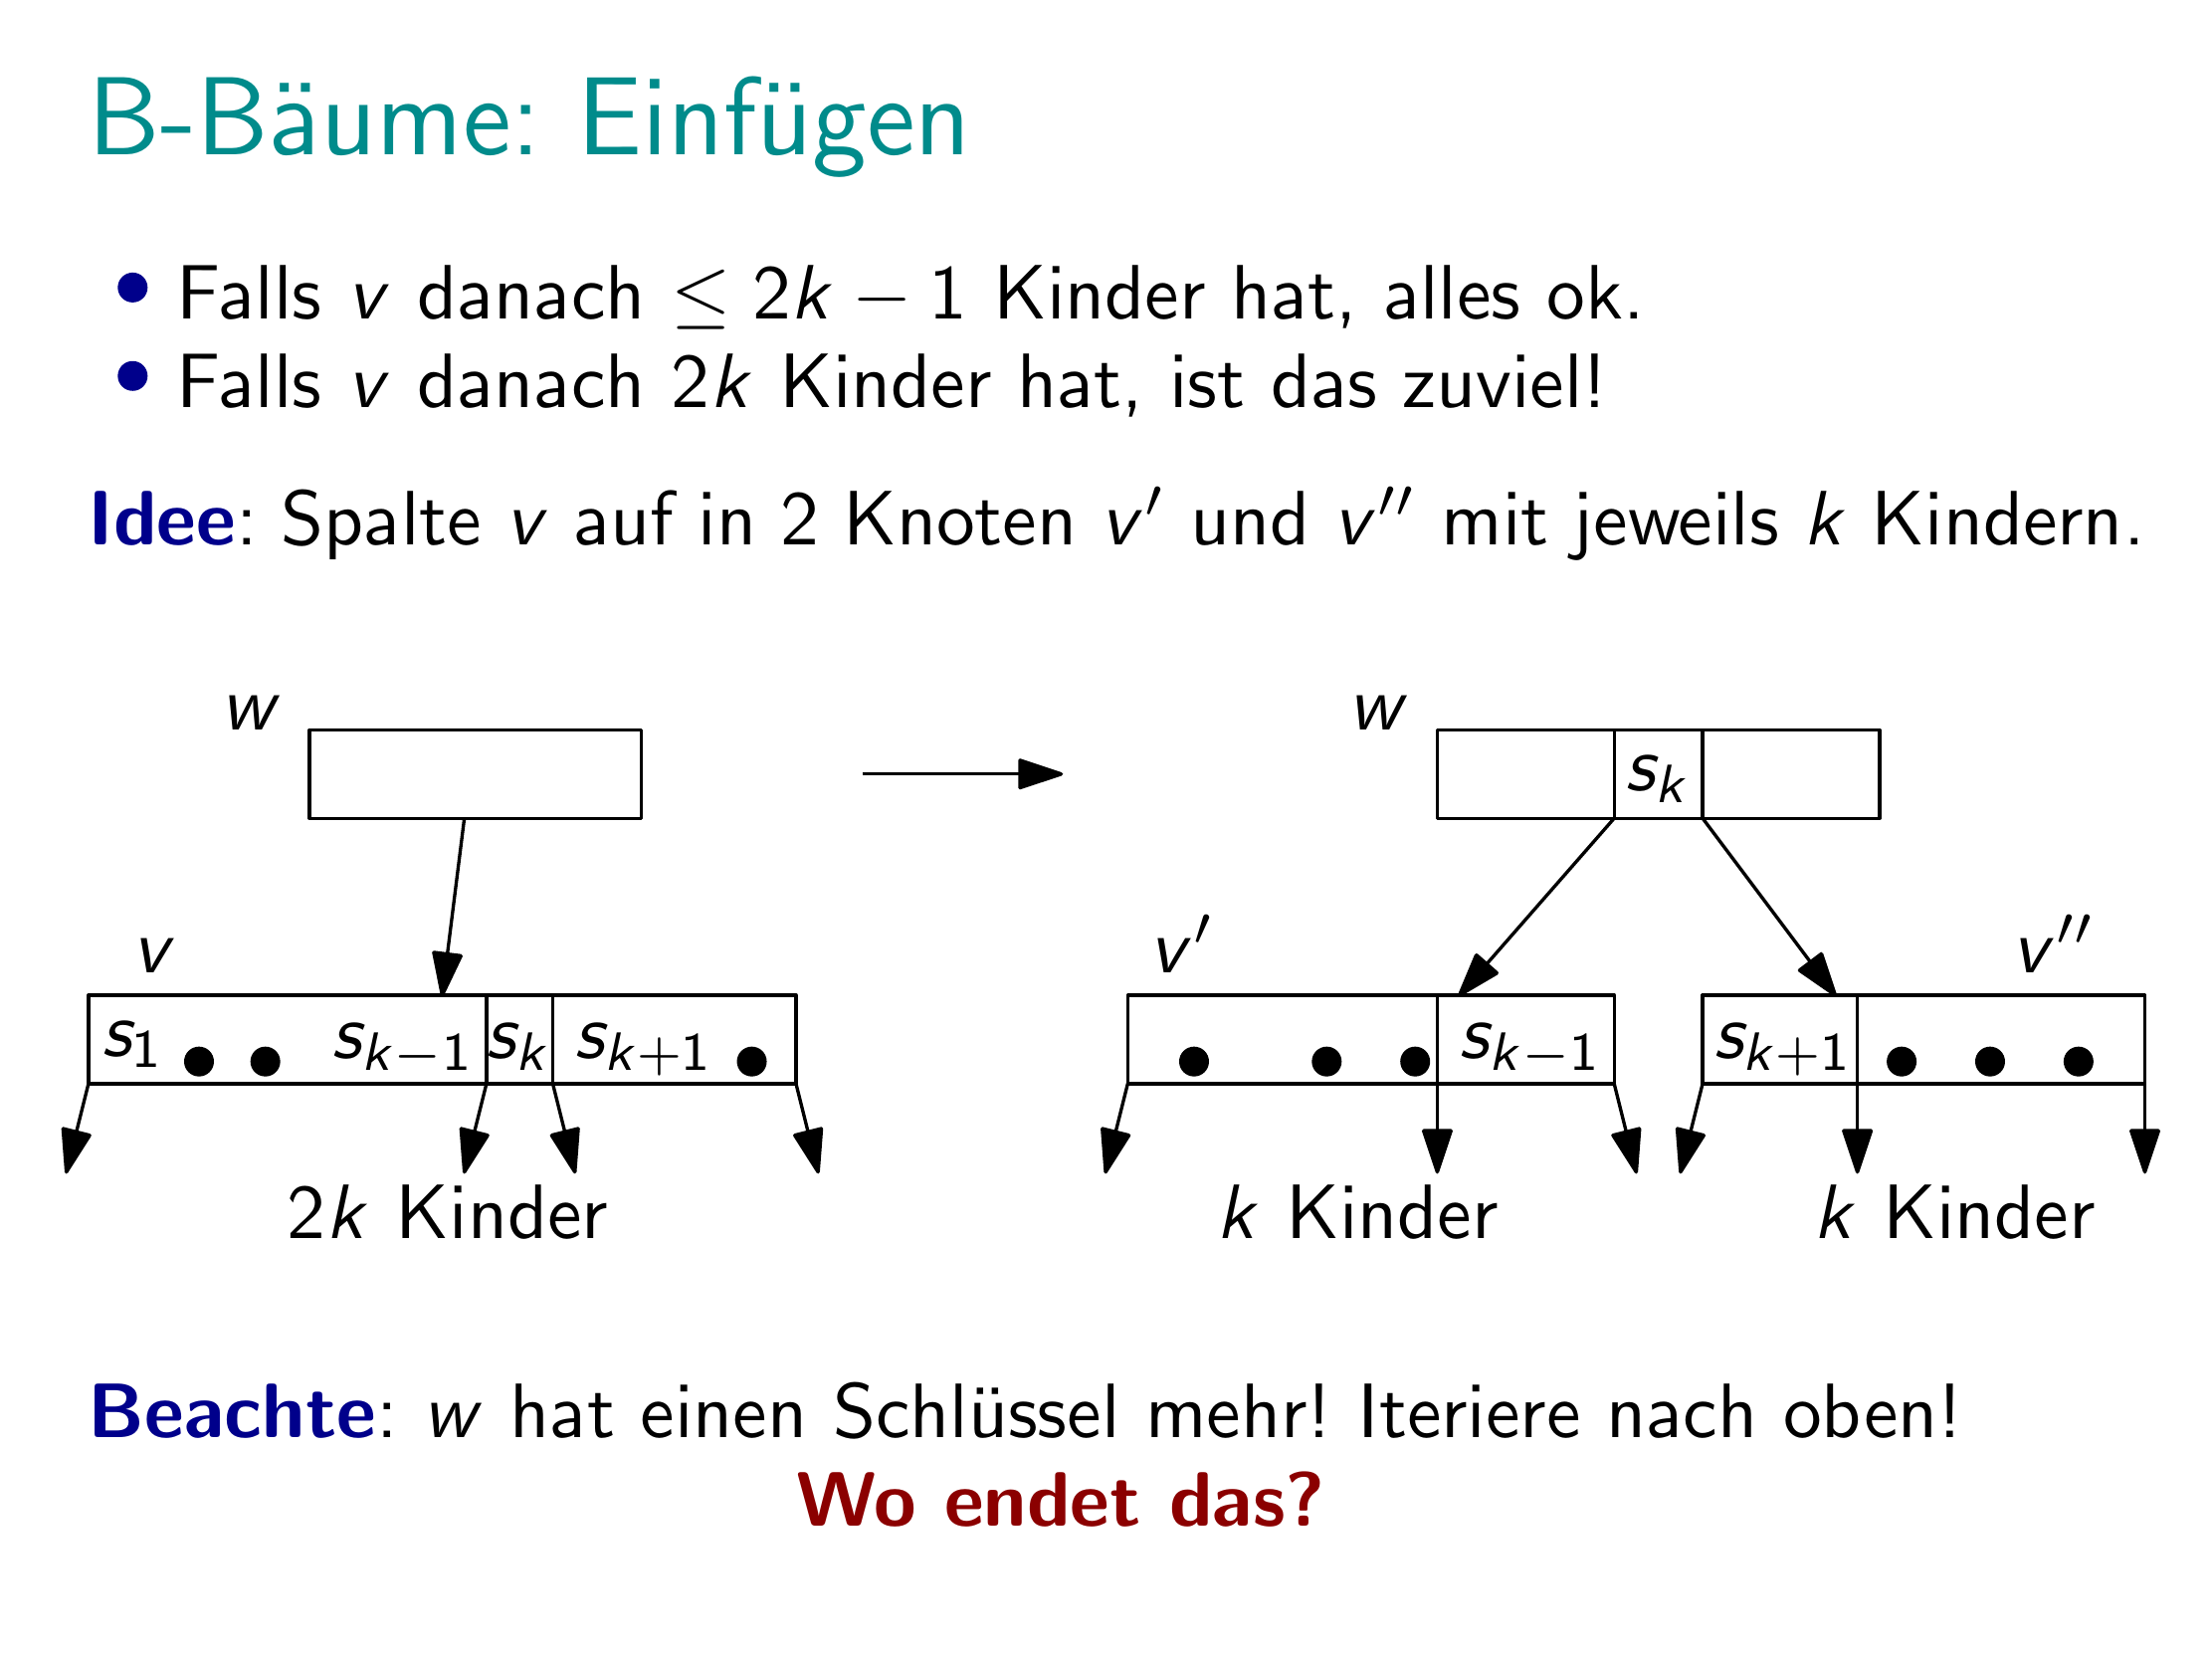 B-Bäume: Einfügen
• Falls v danach ≤ 2k − 1 Kinder hat, alles ok.
• Falls v danach 2k Kinder hat, ist das zuviel!
Idee: Spalte v auf in 2 Knoten v′ und v″ mit jeweils k Kindern.
w
w
s_k
v
v′
v″
s_1 • • s_{k−1} s_k s_{k+1} •
• • • s_{k−1}
s_{k+1} • • •
2k Kinder
k Kinder
k Kinder
Beachte: w hat einen Schlüssel mehr! Iteriere nach oben!
Wo endet das?